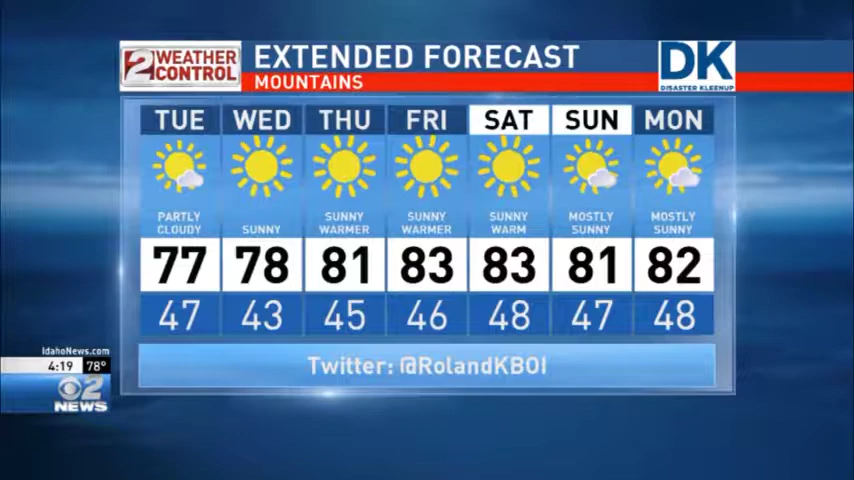 2 WEATHER CONTROL
EXTENDED FORECAST
MOUNTAINS
DK
DISASTER KLEENUP
TUE WED THU FRI SAT SUN MON
PARTLY CLOUDY SUNNY SUNNY WARMER SUNNY WARMER SUNNY WARM MOSTLY SUNNY MOSTLY SUNNY
77 78 81 83 83 81 82
47 43 45 46 48 47 48
Twitter: @RolandKBOI
IdahoNews.com
4:19 78°
2
NEWS